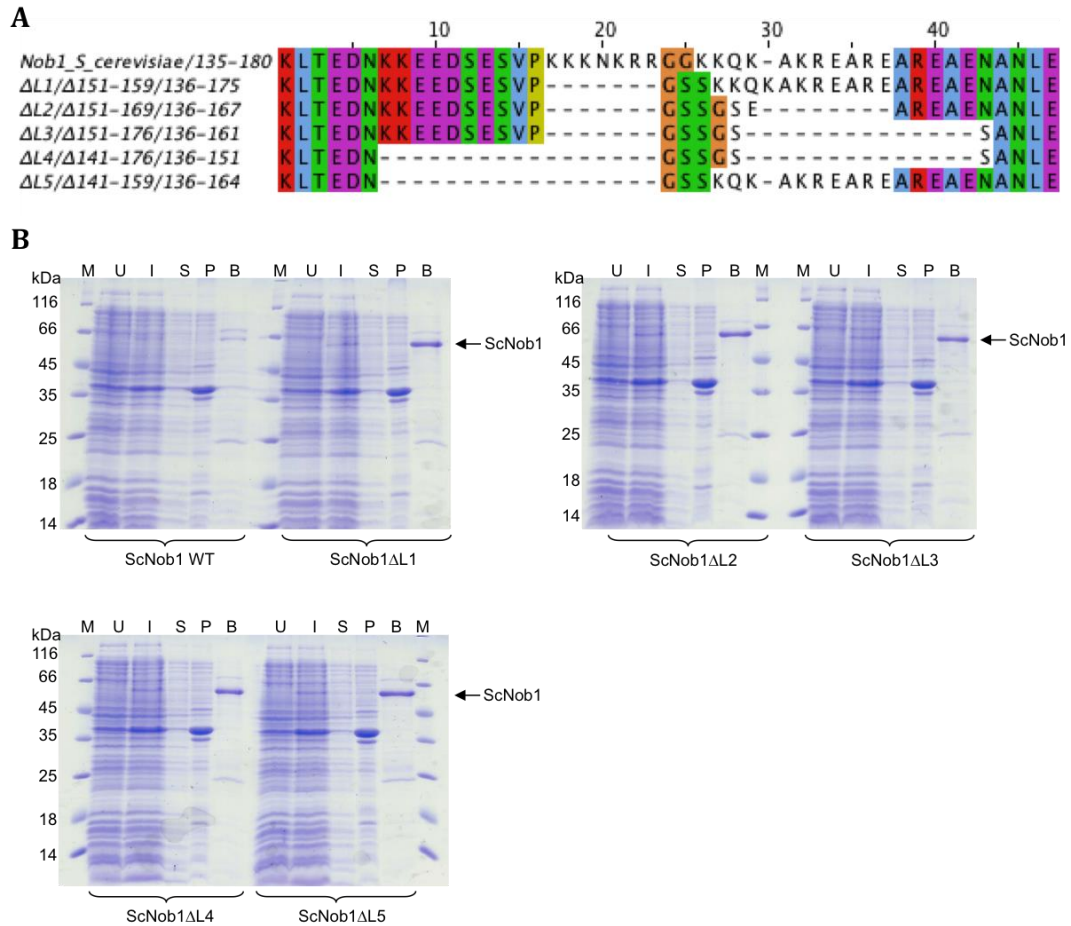 A
10 20 30 40
Nob1_S_cerevisiae/135-180 KLTEDNKKEEDSESVPKKKNKRRGGKKQK-AKREAREAREAENANLE
ΔL1/Δ151-159/136-175 KLTEDNKKEEDSESVP-------GSSKKQKAKREAREAREAENANLE
ΔL2/Δ151-169/136-167 KLTEDNKKEEDSESVP-------GSSGSE--------AREAENANLE
ΔL3/Δ151-176/136-161 KLTEDNKKEEDSESVP-------GSSGS--------------SANLE
ΔL4/Δ141-176/136-151 KLTEDN-----------------GSSGS--------------SANLE
ΔL5/Δ141-159/136-164 KLTEDN-----------------GSSKQK-AKREAREAREAENANLE
B
kDa M U I S P B M U I S P B
116
66
45
35
25
18
14
ScNob1
ScNob1 WT ScNob1ΔL1
kDa U I S P B M M U I S P B
116
66
45
35
25
18
14
ScNob1
ScNob1ΔL2 ScNob1ΔL3
kDa M U I S P B U I S P B M
116
66
45
35
25
18
14
ScNob1
ScNob1ΔL4 ScNob1ΔL5